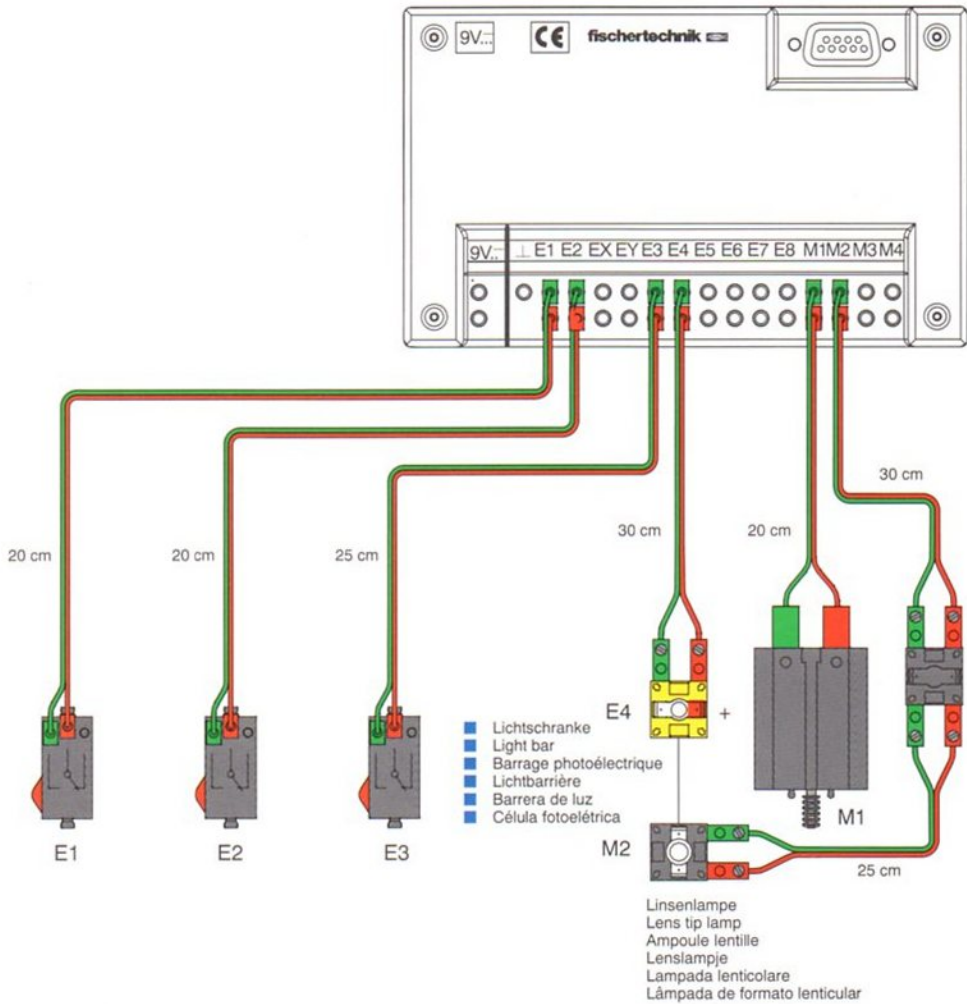 9V⎓ CE fischertechnik
9V⎓ ⊥ E1 E2 EX EY E3 E4 E5 E6 E7 E8 M1 M2 M3 M4
30 cm
20 cm
20 cm
25 cm
30 cm
20 cm
E4
+
Lichtschranke
Light bar
Barrage photoélectrique
Lichtbarrière
Barrera de luz
Célula fotoelétrica
M1
M2
E1
E2
E3
25 cm
Linsenlampe
Lens tip lamp
Ampoule lentille
Lenslampje
Lampada lenticolare
Lâmpada de formato lenticular